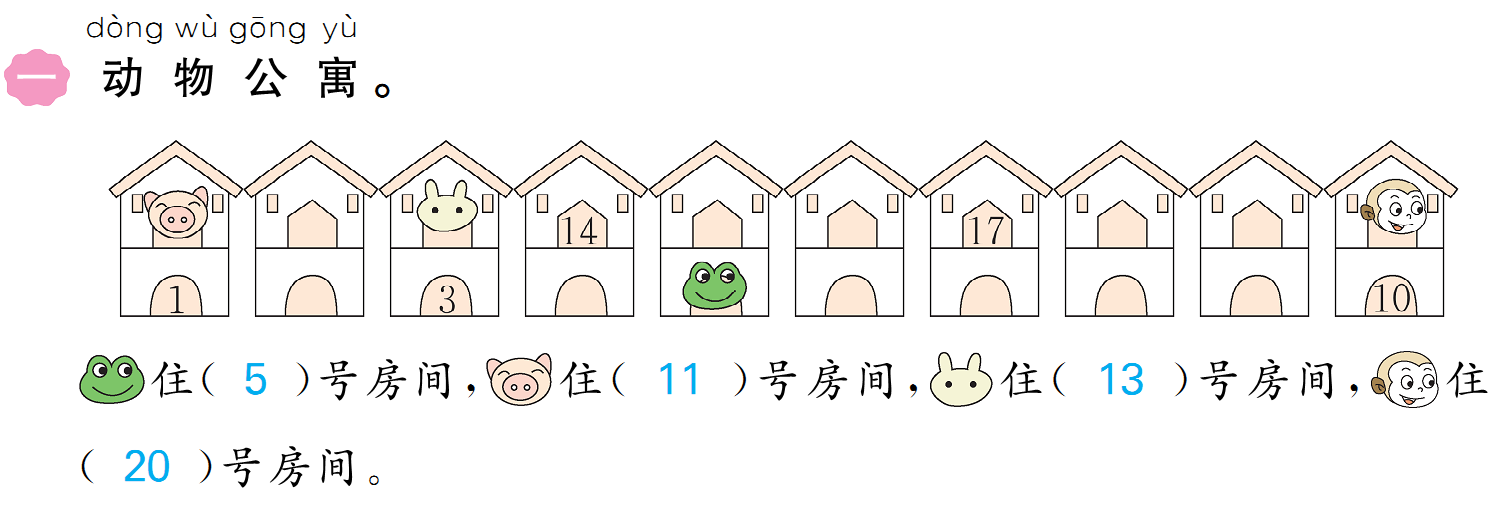 dòng wù gōng yù
一 动物公寓。
14 17
1 3 10
住( 5 )号房间, 住( 11 )号房间, 住( 13 )号房间, 住
( 20 )号房间。